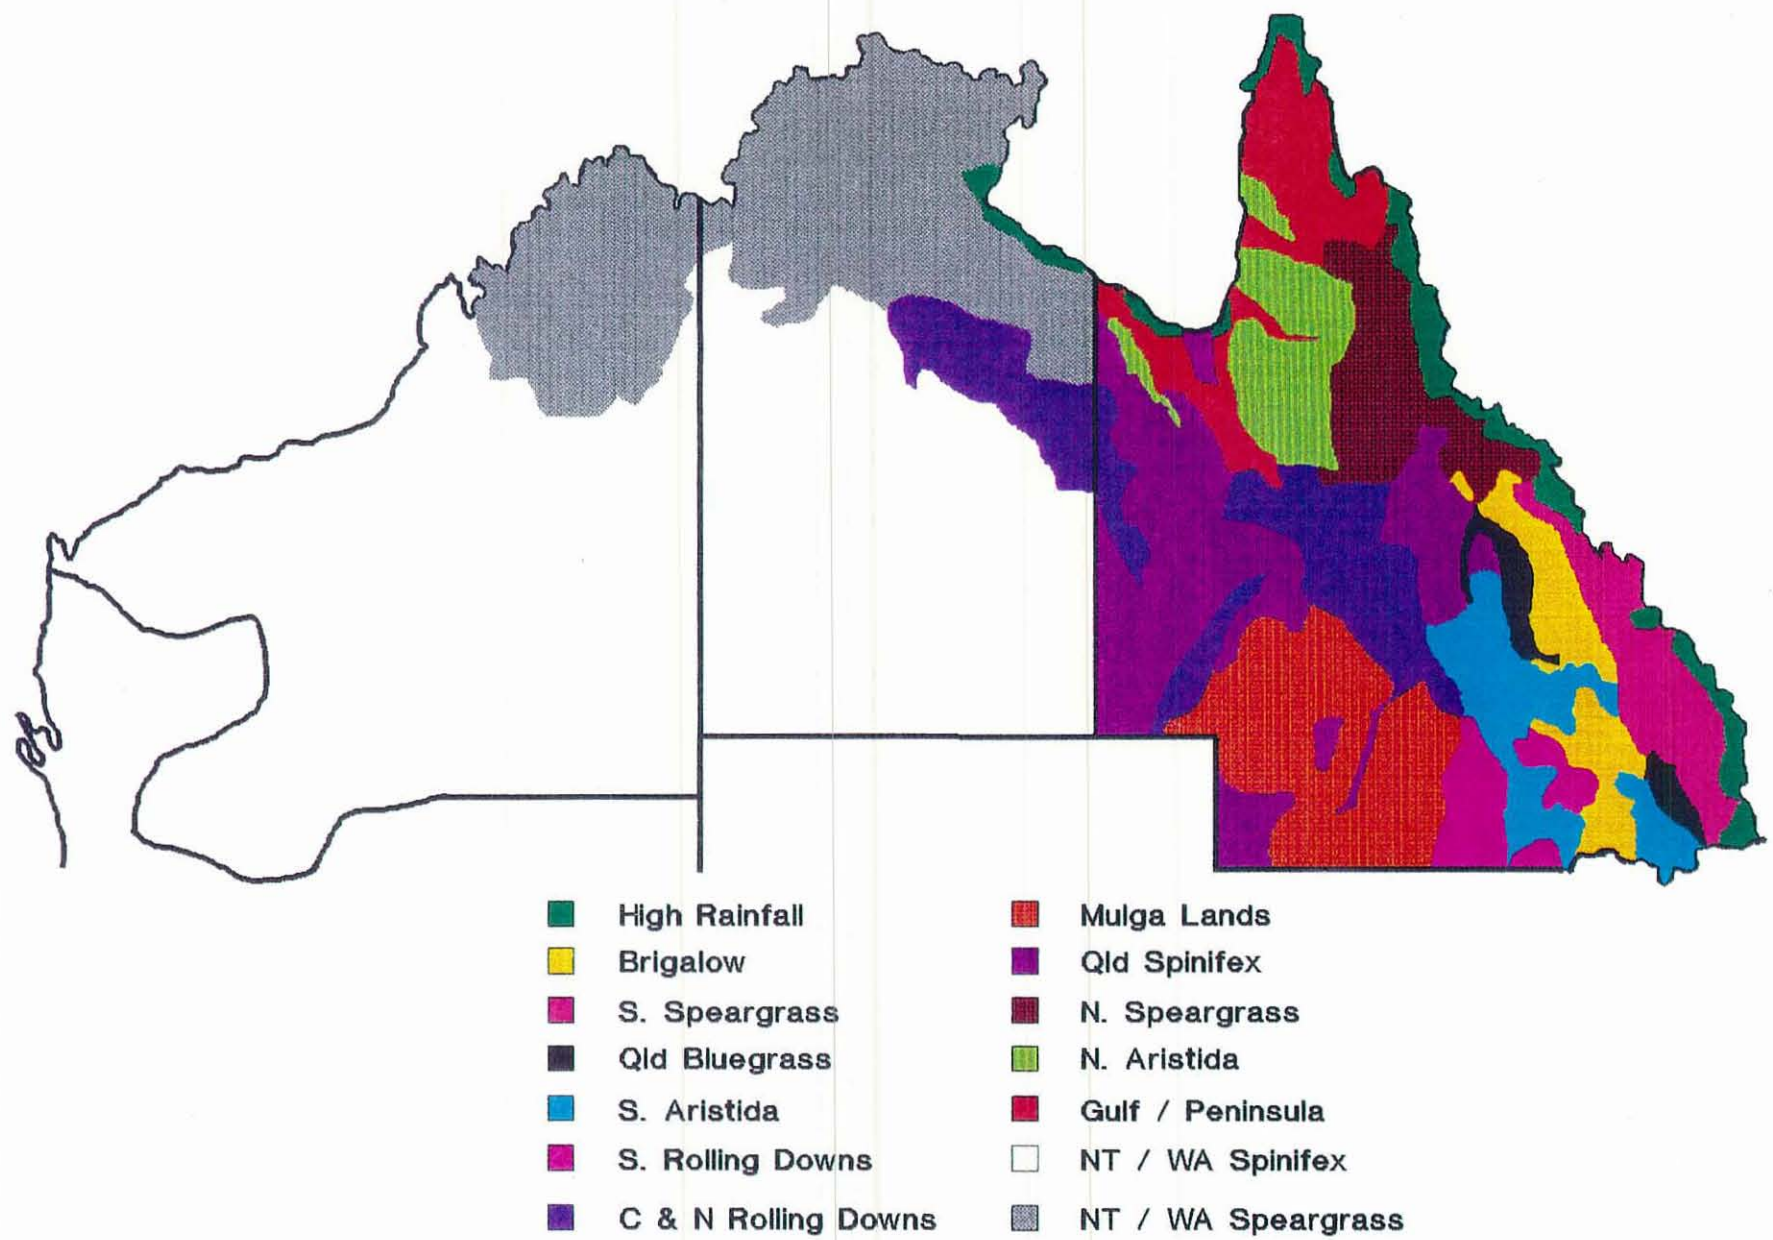 High Rainfall
Brigalow
S. Speargrass
Qld Bluegrass
S. Aristida
S. Rolling Downs
C & N Rolling Downs
Mulga Lands
Qld Spinifex
N. Speargrass
N. Aristida
Gulf / Peninsula
NT / WA Spinifex
NT / WA Speargrass